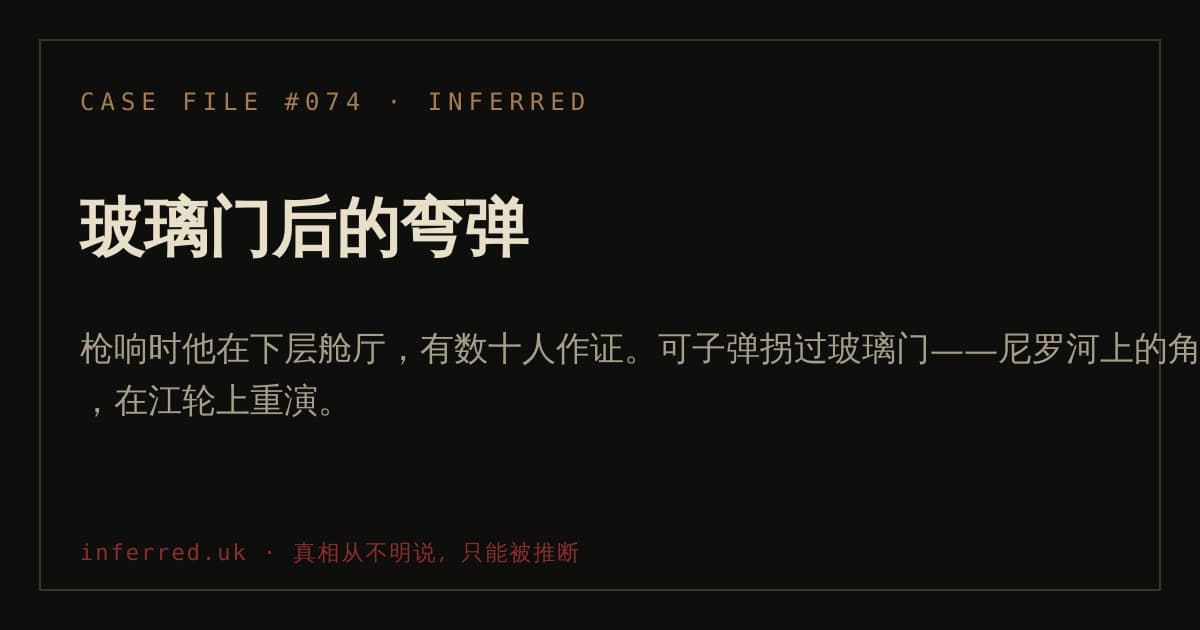 CASE FILE #074 · INFERRED
玻璃门后的弯弹
枪响时他在下层舱厅，有数十人作证。可子弹拐过玻璃门——尼罗河上的角
，在江轮上重演。
inferred.uk · 真相从不明说，只能被推断